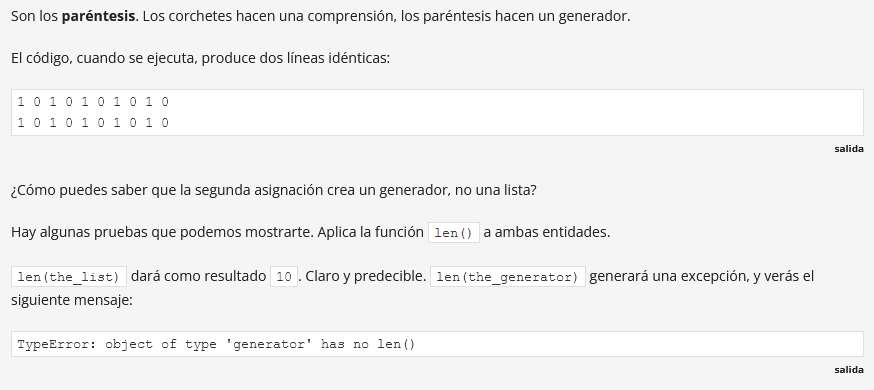 Son los paréntesis. Los corchetes hacen una comprensión, los paréntesis hacen un generador.
El código, cuando se ejecuta, produce dos líneas idénticas:
1 0 1 0 1 0 1 0 1 0
1 0 1 0 1 0 1 0 1 0
salida
¿Cómo puedes saber que la segunda asignación crea un generador, no una lista?
Hay algunas pruebas que podemos mostrarte. Aplica la función len() a ambas entidades.
len(the_list) dará como resultado 10 . Claro y predecible. len(the_generator) generará una excepción, y verás el
siguiente mensaje:
TypeError: object of type 'generator' has no len()
salida